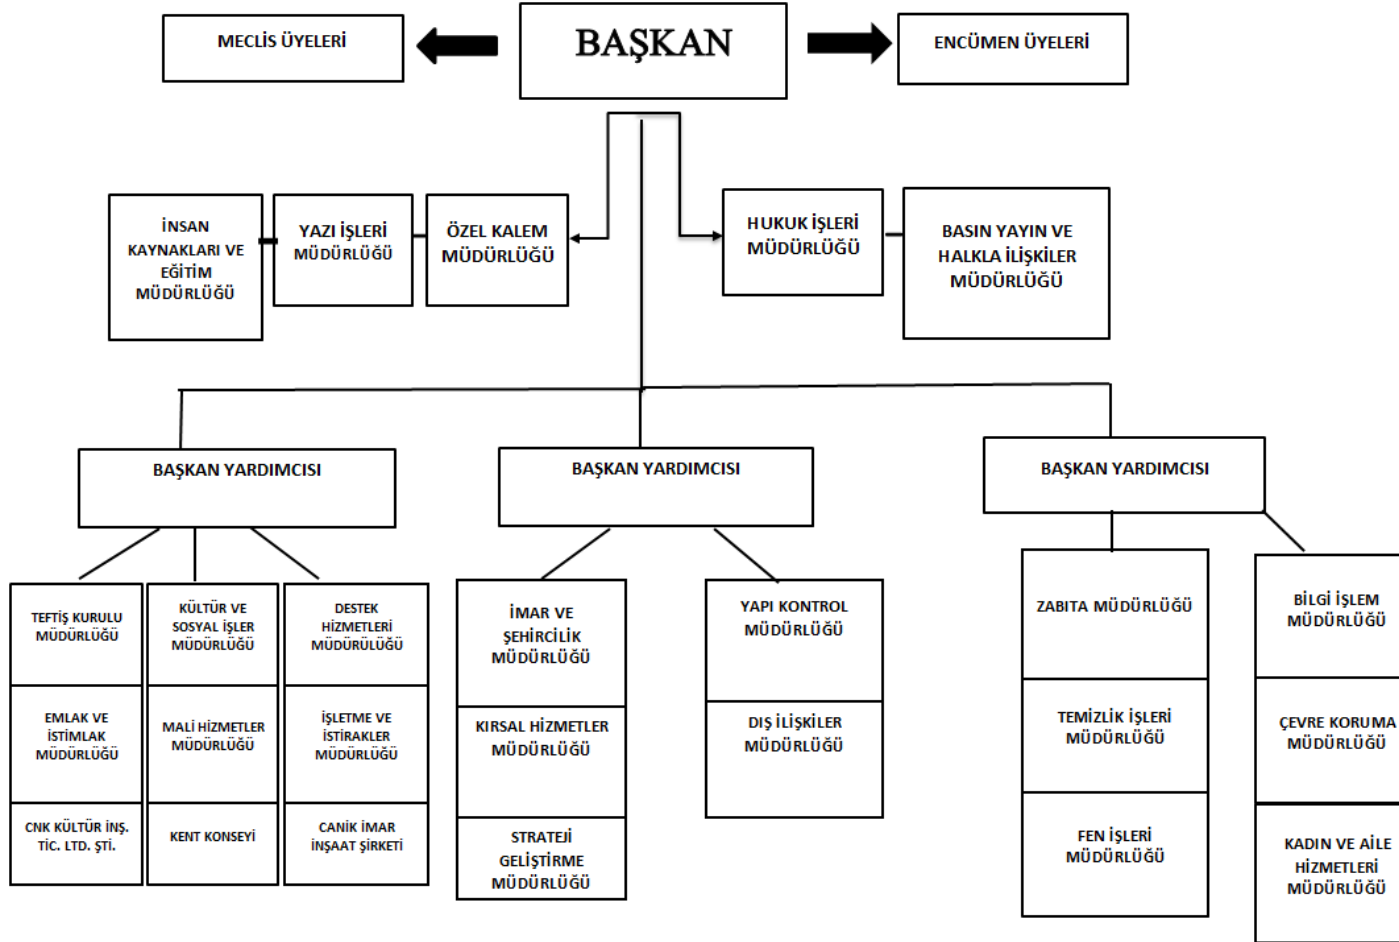 MECLİS ÜYELERİ
BAŞKAN
ENCÜMEN ÜYELERİ
İNSAN
KAYNAKLARI VE
EĞİTİM
MÜDÜRLÜĞÜ
YAZI İŞLERİ
MÜDÜRLÜĞÜ
ÖZEL KALEM
MÜDÜRLÜĞÜ
HUKUK İŞLERİ
MÜDÜRLÜĞÜ
BASIN YAYIN VE
HALKLA İLİŞKİLER
MÜDÜRLÜĞÜ
BAŞKAN YARDIMCISI
BAŞKAN YARDIMCISI
BAŞKAN YARDIMCISI
TEFTİŞ KURULU
MÜDÜRLÜĞÜ
KÜLTÜR VE
SOSYAL İŞLER
MÜDÜRLÜĞÜ
DESTEK
HİZMETLERİ
MÜDÜRÜLÜĞÜ
EMLAK VE
İSTİMLAK
MÜDÜRLÜĞÜ
MALİ HİZMETLER
MÜDÜRLÜĞÜ
İŞLETME VE
İSTİRAKLER
MÜDÜRLÜĞÜ
CNK KÜLTÜR İNŞ.
TİC. LTD. ŞTİ.
KENT KONSEYİ
CANİK İMAR
İNŞAAT ŞİRKETİ
İMAR VE
ŞEHİRCİLİK
MÜDÜRLÜĞÜ
KIRSAL HİZMETLER
MÜDÜRLÜĞÜ
STRATEJİ
GELİŞTİRME
MÜDÜRLÜĞÜ
YAPI KONTROL
MÜDÜRLÜĞÜ
DIŞ İLİŞKİLER
MÜDÜRLÜĞÜ
ZABITA MÜDÜRLÜĞÜ
TEMİZLİK İŞLERİ
MÜDÜRLÜĞÜ
FEN İŞLERİ
MÜDÜRLÜĞÜ
BİLGİ İŞLEM
MÜDÜRLÜĞÜ
ÇEVRE KORUMA
MÜDÜRLÜĞÜ
KADIN VE AİLE
HİZMETLERİ
MÜDÜRLÜĞÜ